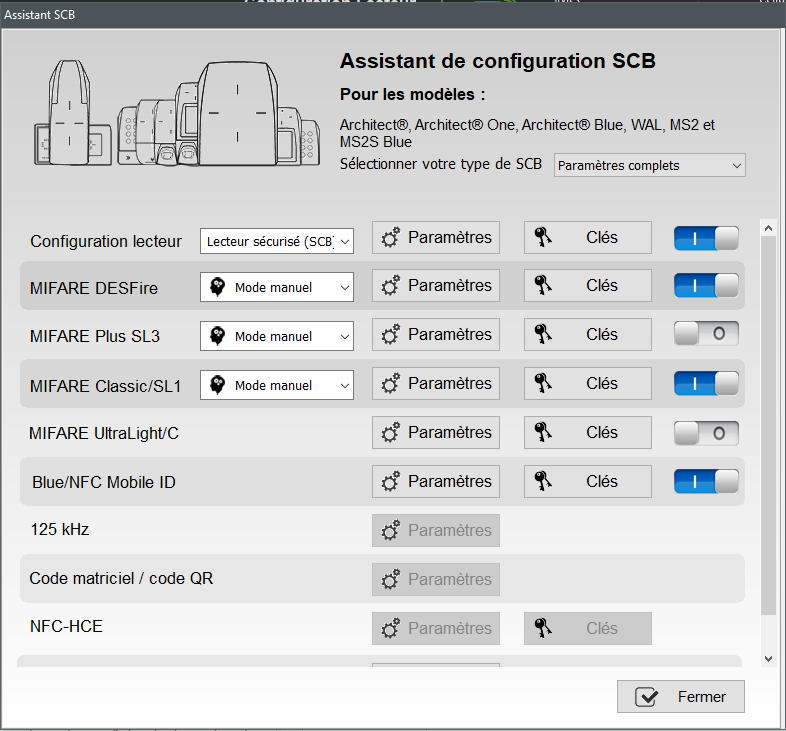 Assistant SCB
Assistant de configuration SCB
Pour les modèles :
Architect®, Architect® One, Architect® Blue, WAL, MS2 et
MS2S Blue
Sélectionner votre type de SCB Paramètres complets
Configuration lecteur Lecteur sécurisé (SCB) Paramètres Clés I
MIFARE DESFire Mode manuel Paramètres Clés I
MIFARE Plus SL3 Mode manuel Paramètres Clés O
MIFARE Classic/SL1 Mode manuel Paramètres Clés I
MIFARE UltraLight/C Paramètres Clés O
Blue/NFC Mobile ID Paramètres Clés I
125 kHz Paramètres
Code matriciel / code QR Paramètres
NFC-HCE Paramètres Clés
Fermer